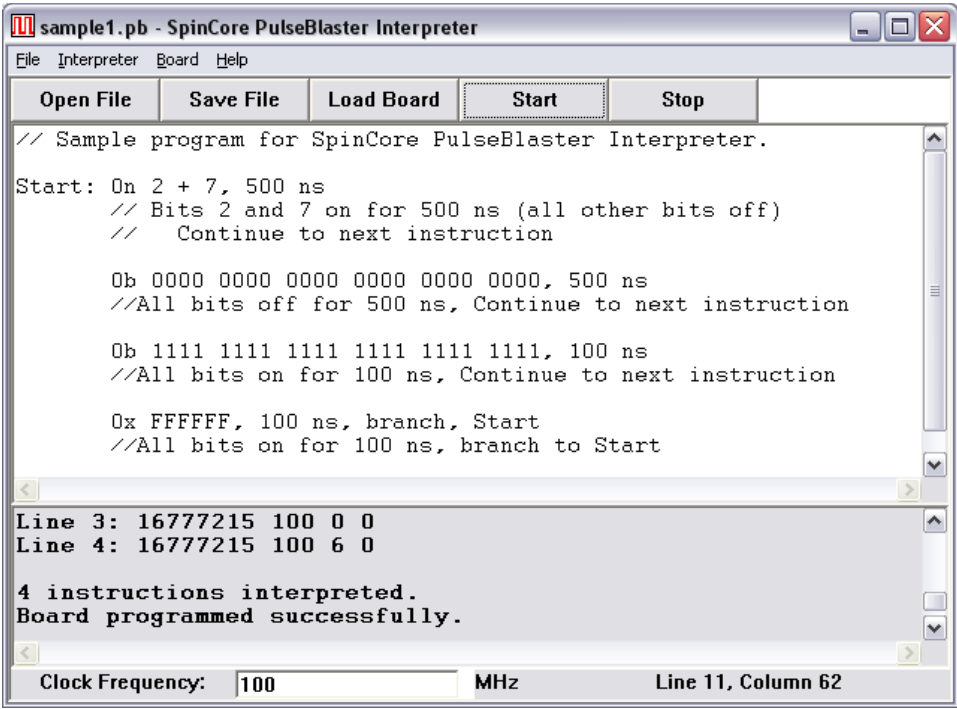 sample1.pb - SpinCore PulseBlaster Interpreter
File Interpreter Board Help
Open File Save File Load Board Start Stop
// Sample program for SpinCore PulseBlaster Interpreter.
Start: On 2 + 7, 500 ns
// Bits 2 and 7 on for 500 ns (all other bits off)
// Continue to next instruction
0b 0000 0000 0000 0000 0000 0000, 500 ns
//All bits off for 500 ns, Continue to next instruction
0b 1111 1111 1111 1111 1111 1111, 100 ns
//All bits on for 100 ns, Continue to next instruction
0x FFFFFF, 100 ns, branch, Start
//All bits on for 100 ns, branch to Start
Line 3: 16777215 100 0 0
Line 4: 16777215 100 6 0
4 instructions interpreted.
Board programmed successfully.
Clock Frequency: 100 MHz Line 11, Column 62